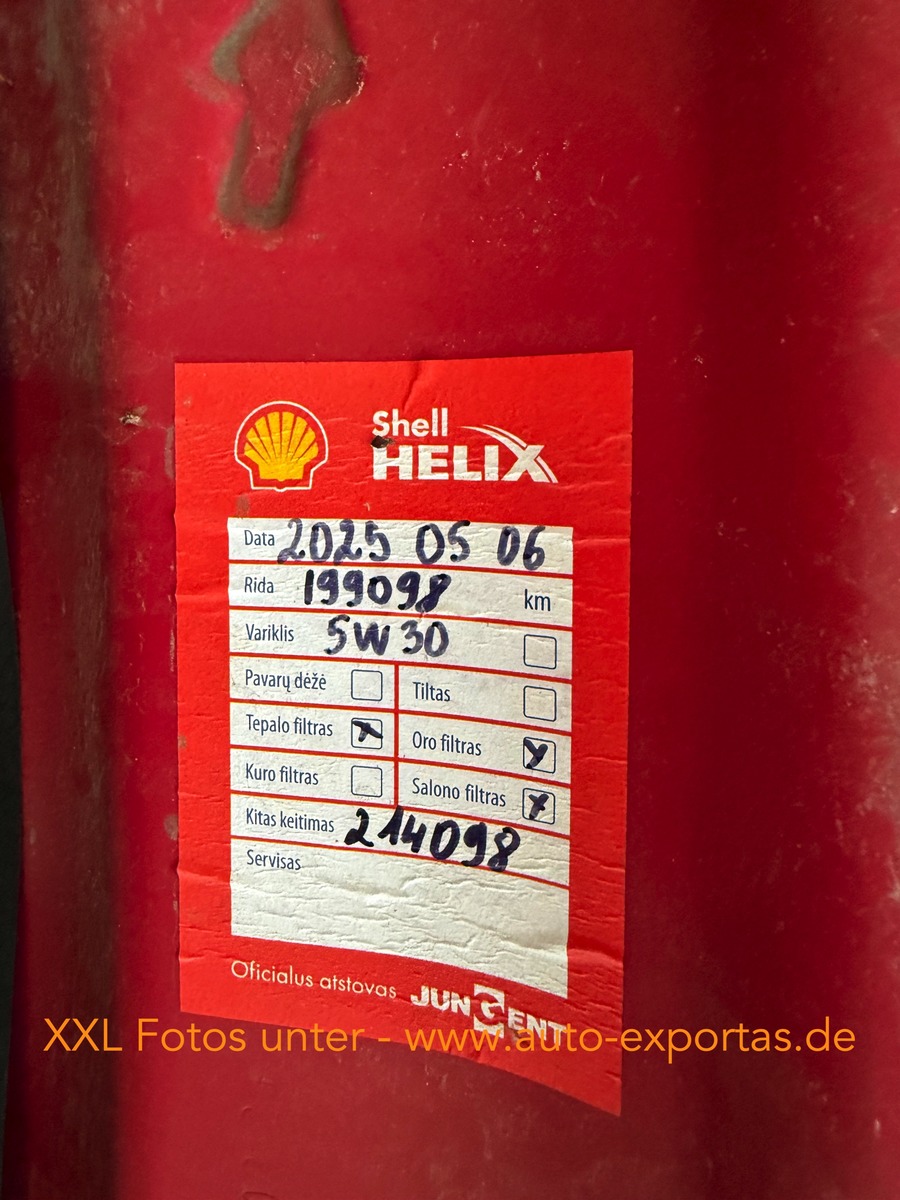 Shell
HELIX
Data 2025 05 06
Rida 199098 km
Variklis 5W30
Pavarų dėžė Tiltas
Tepalo filtras x Oro filtras x
Kuro filtras Salono filtras x
Kitas keitimas 214098
Servisas
Oficialus atstovas JUNGENT
XXL Fotos unter - www.auto-exportas.de